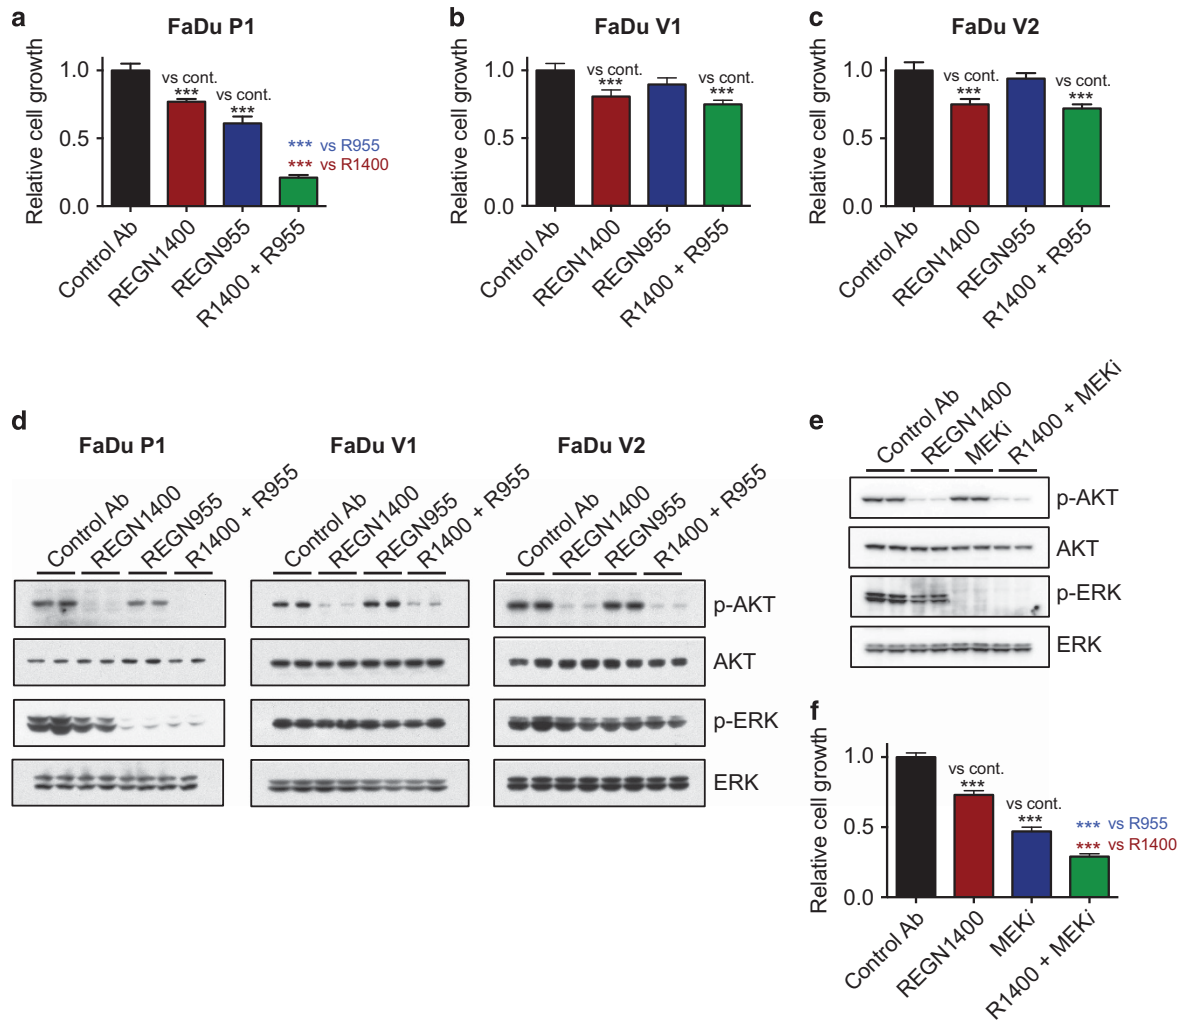 a
FaDu P1
Relative cell growth
1.0
0.5
0.0
vs cont.
***
vs cont.
***
*** vs R955
*** vs R1400
Control Ab
REGN1400
REGN955
R1400 + R955
b
FaDu V1
Relative cell growth
1.0
0.5
0.0
vs cont.
***
vs cont.
***
Control Ab
REGN1400
REGN955
R1400 + R955
c
FaDu V2
Relative cell growth
1.0
0.5
0.0
vs cont.
***
vs cont.
***
Control Ab
REGN1400
REGN955
R1400 + R955
d
FaDu P1
Control Ab
REGN1400
REGN955
R1400 + R955
FaDu V1
Control Ab
REGN1400
REGN955
R1400 + R955
FaDu V2
Control Ab
REGN1400
REGN955
R1400 + R955
p-AKT
AKT
p-ERK
ERK
e
Control Ab
REGN1400
MEKi
R1400 + MEKi
p-AKT
AKT
p-ERK
ERK
f
Relative cell growth
1.0
0.5
0.0
vs cont.
***
vs cont.
***
*** vs R955
*** vs R1400
Control Ab
REGN1400
MEKi
R1400 + MEKi